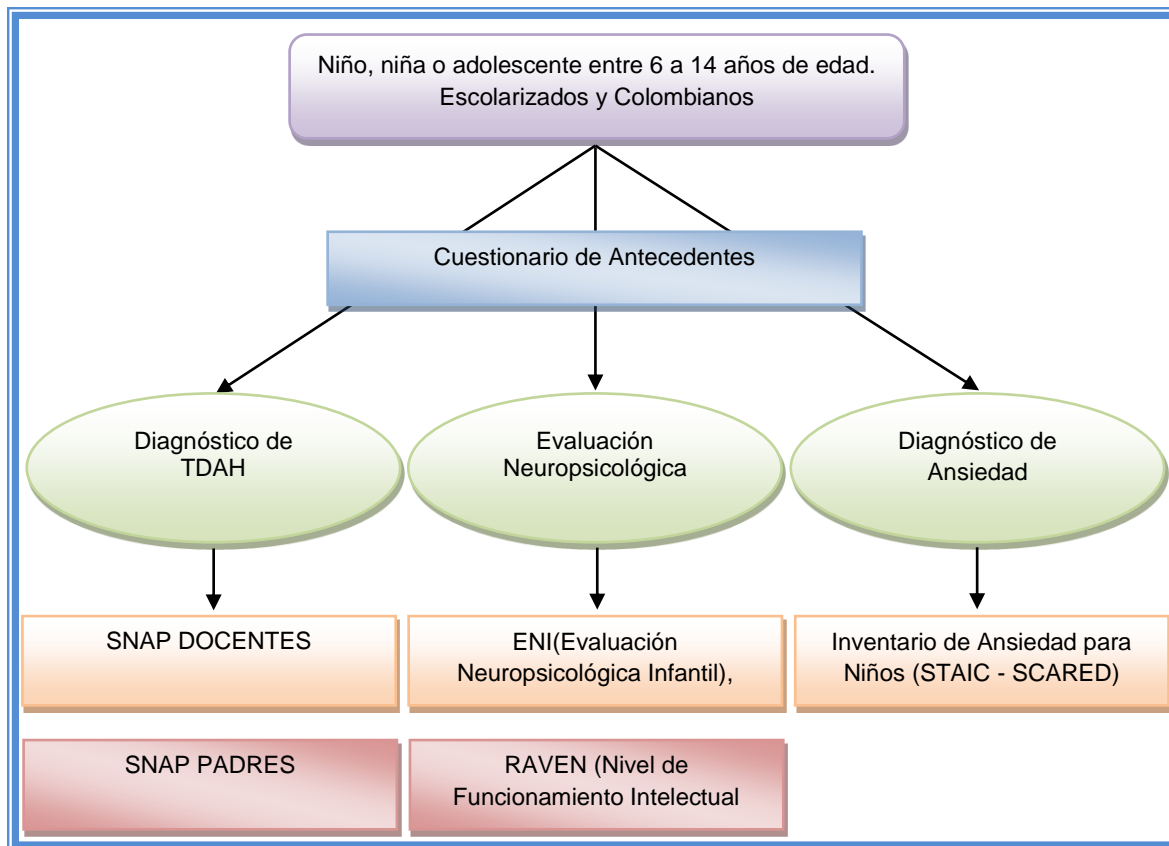 Niño, niña o adolescente entre 6 a 14 años de edad.
Escolarizados y Colombianos
Cuestionario de Antecedentes
Diagnóstico de
TDAH
Evaluación
Neuropsicológica
Diagnóstico de
Ansiedad
SNAP DOCENTES
ENI(Evaluación
Neuropsicológica Infantil),
Inventario de Ansiedad para
Niños (STAIC - SCARED)
SNAP PADRES
RAVEN (Nivel de
Funcionamiento Intelectual